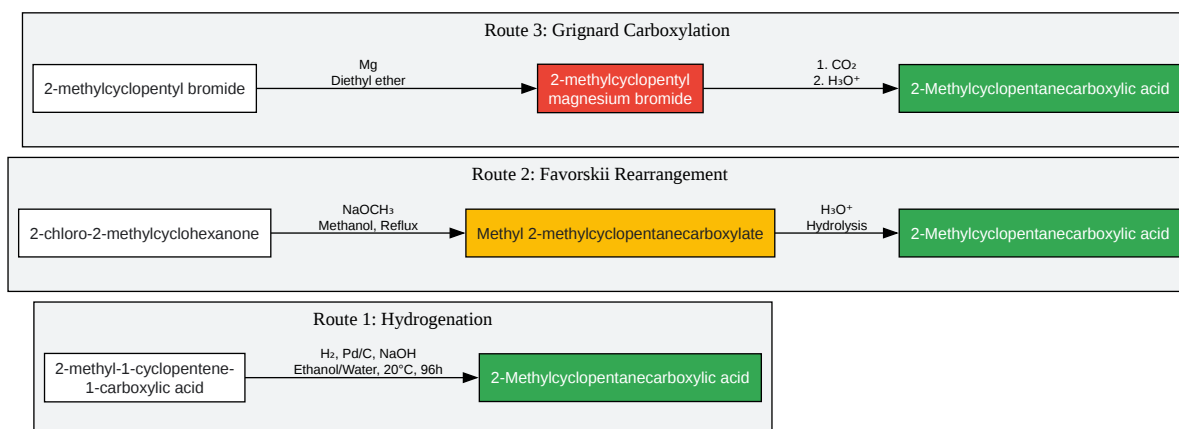 Route 3: Grignard Carboxylation
2-methylcyclopentyl bromide
Mg
Diethyl ether
2-methylcyclopentyl
magnesium bromide
1. CO₂
2. H₃O⁺
2-Methylcyclopentanecarboxylic acid
Route 2: Favorskii Rearrangement
2-chloro-2-methylcyclohexanone
NaOCH₃
Methanol, Reflux
Methyl 2-methylcyclopentanecarboxylate
H₃O⁺
Hydrolysis
2-Methylcyclopentanecarboxylic acid
Route 1: Hydrogenation
2-methyl-1-cyclopentene-
1-carboxylic acid
H₂, Pd/C, NaOH
Ethanol/Water, 20°C, 96h
2-Methylcyclopentanecarboxylic acid